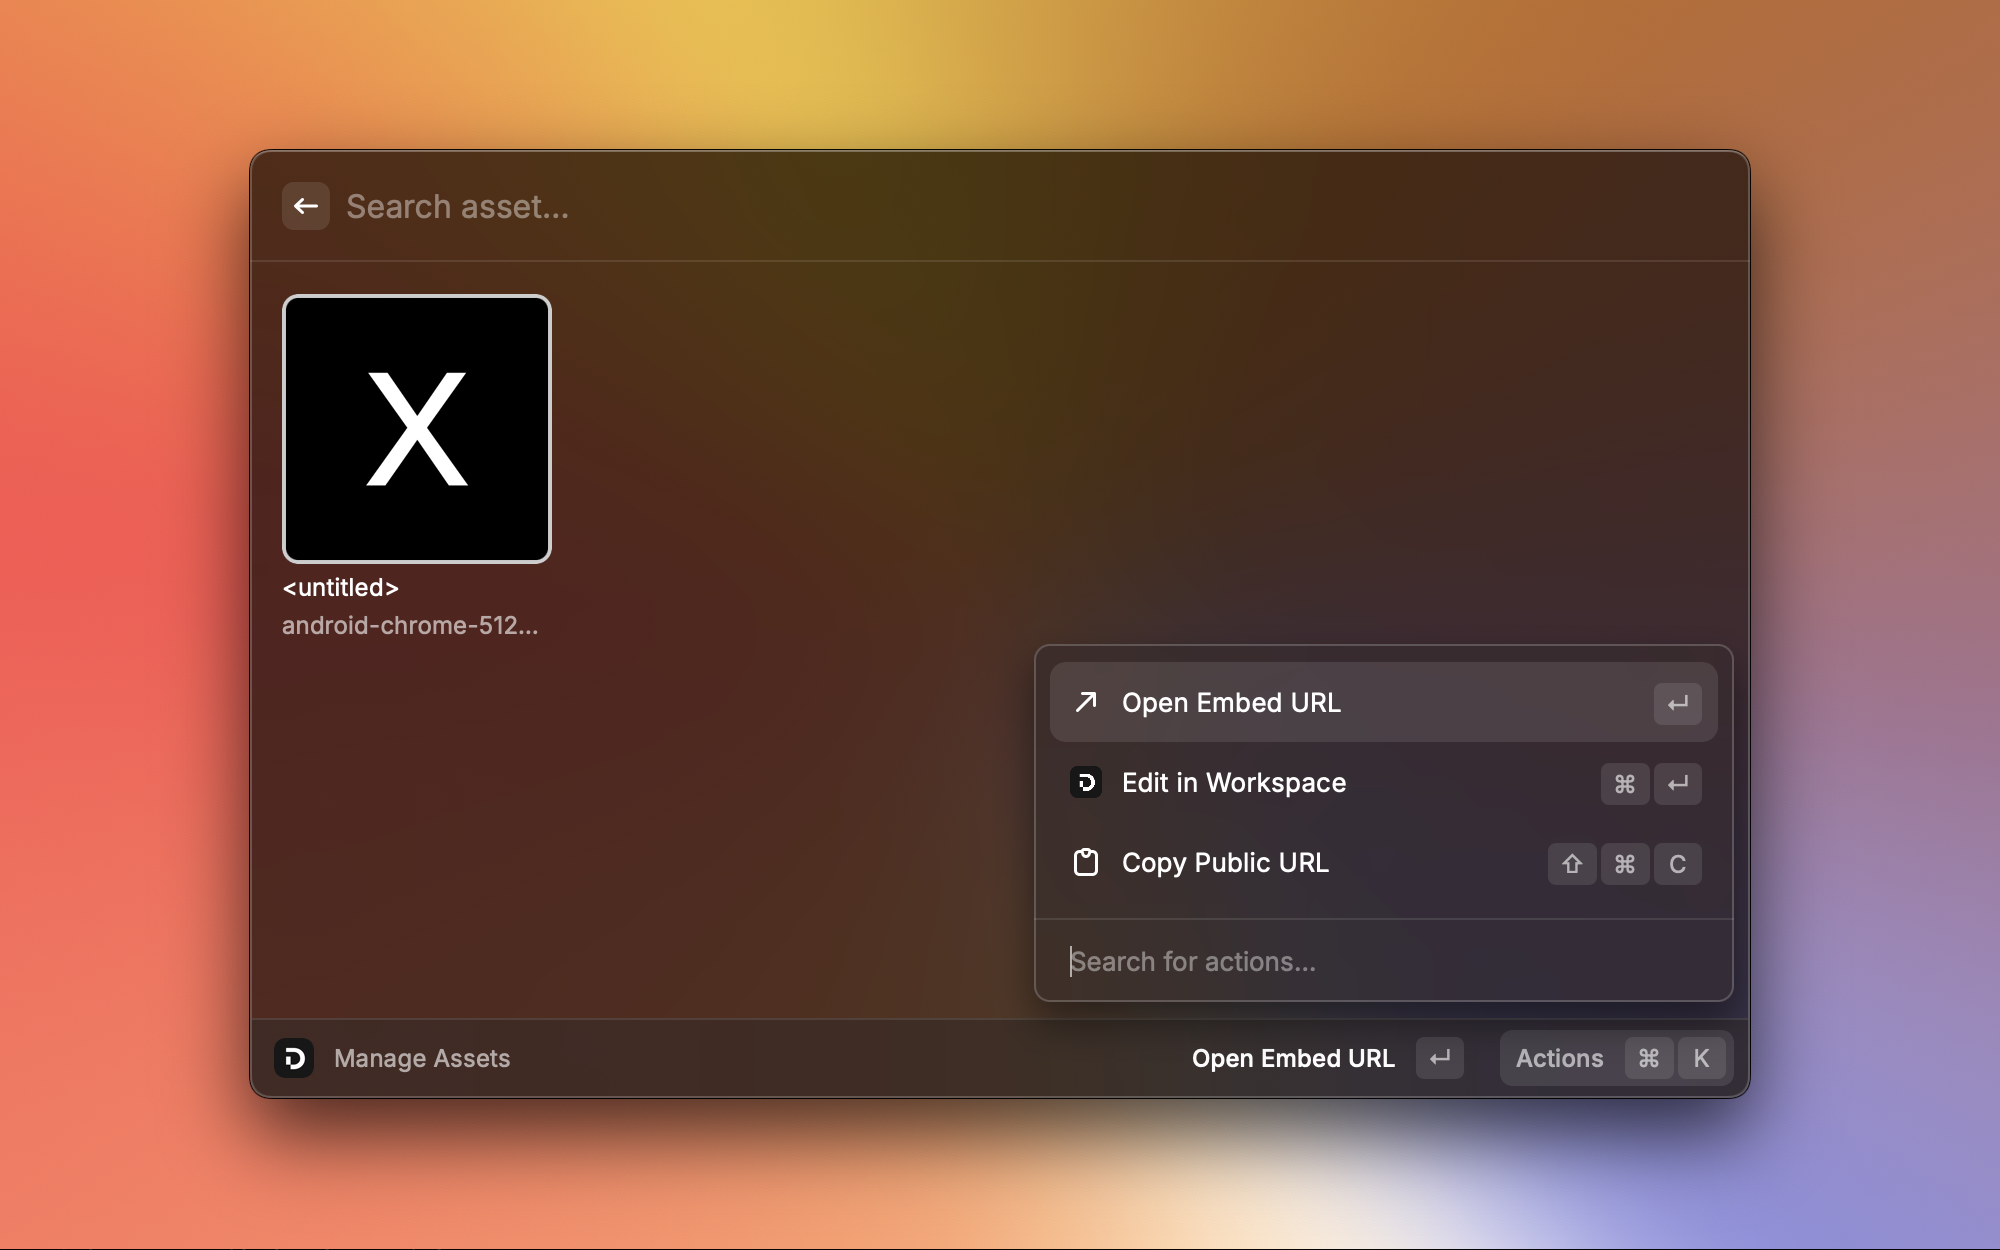 Search asset...
X
<untitled>
android-chrome-512...
Open Embed URL
Edit in Workspace ⌘
Copy Public URL ⌘ C
Search for actions...
Manage Assets
Open Embed URL
Actions ⌘ K